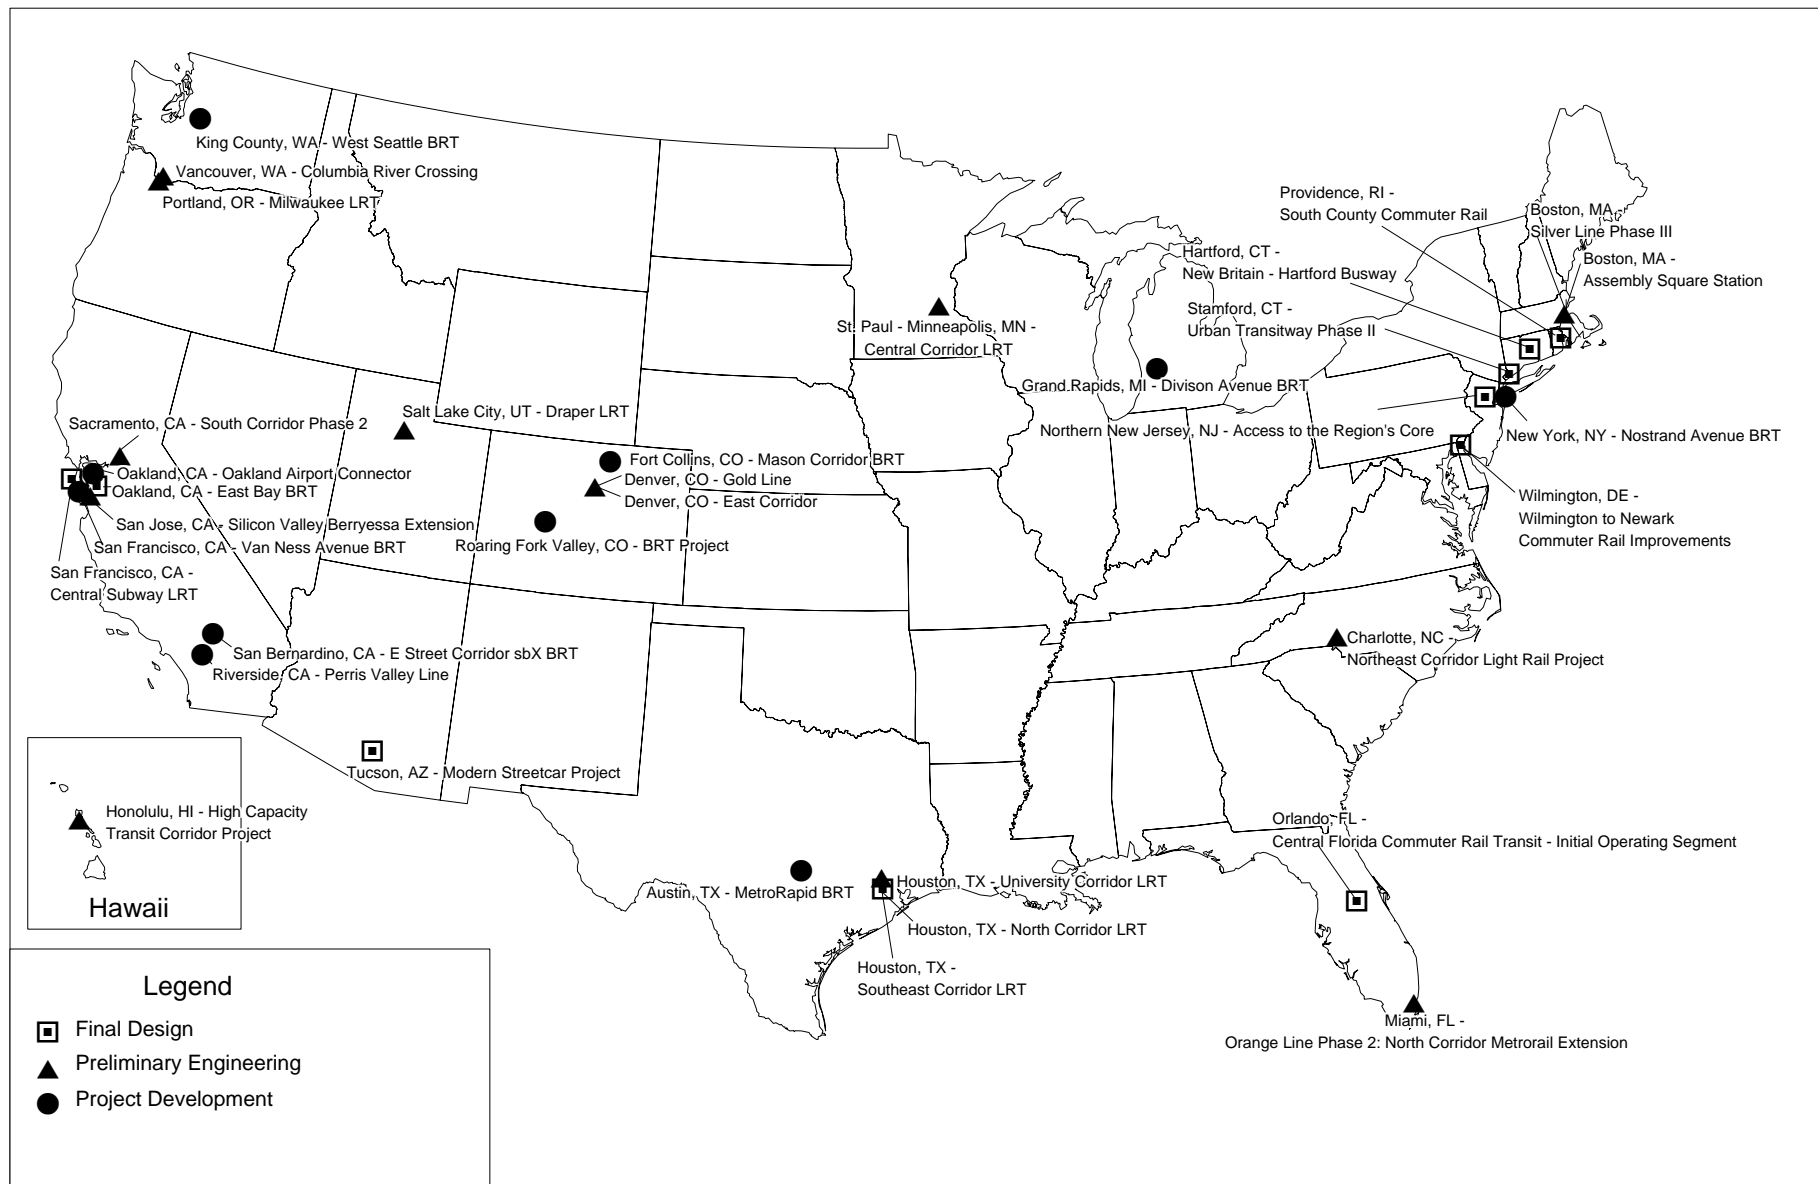 King County, WA - West Seattle BRT
Vancouver, WA - Columbia River Crossing
Portland, OR - Milwaukee LRT
Providence, RI -
South County Commuter Rail
Boston, MA -
Silver Line Phase III
Hartford, CT -
New Britain - Hartford Busway
Boston, MA -
Assembly Square Station
Stamford, CT -
Urban Transitway Phase II
St. Paul - Minneapolis, MN -
Central Corridor LRT
Grand Rapids, MI - Divison Avenue BRT
Salt Lake City, UT - Draper LRT
Sacramento, CA - South Corridor Phase 2
Northern New Jersey, NJ - Access to the Region's Core
New York, NY - Nostrand Avenue BRT
Fort Collins, CO - Mason Corridor BRT
Oakland, CA - Oakland Airport Connector
Denver, CO - Gold Line
Oakland, CA - East Bay BRT
Denver, CO - East Corridor
Wilmington, DE -
Wilmington to Newark
Commuter Rail Improvements
San Jose, CA - Silicon Valley Berryessa Extension
San Francisco, CA - Van Ness Avenue BRT
Roaring Fork Valley, CO - BRT Project
San Francisco, CA -
Central Subway LRT
Charlotte, NC -
Northeast Corridor Light Rail Project
San Bernardino, CA - E Street Corridor sbX BRT
Riverside, CA - Perris Valley Line
Tucson, AZ - Modern Streetcar Project
Honolulu, HI - High Capacity
Transit Corridor Project
Hawaii
Orlando, FL -
Central Florida Commuter Rail Transit - Initial Operating Segment
Austin, TX - MetroRapid BRT
Houston, TX - University Corridor LRT
Houston, TX - North Corridor LRT
Houston, TX -
Southeast Corridor LRT
Miami, FL -
Orange Line Phase 2: North Corridor Metrorail Extension
Legend
Final Design
Preliminary Engineering
Project Development